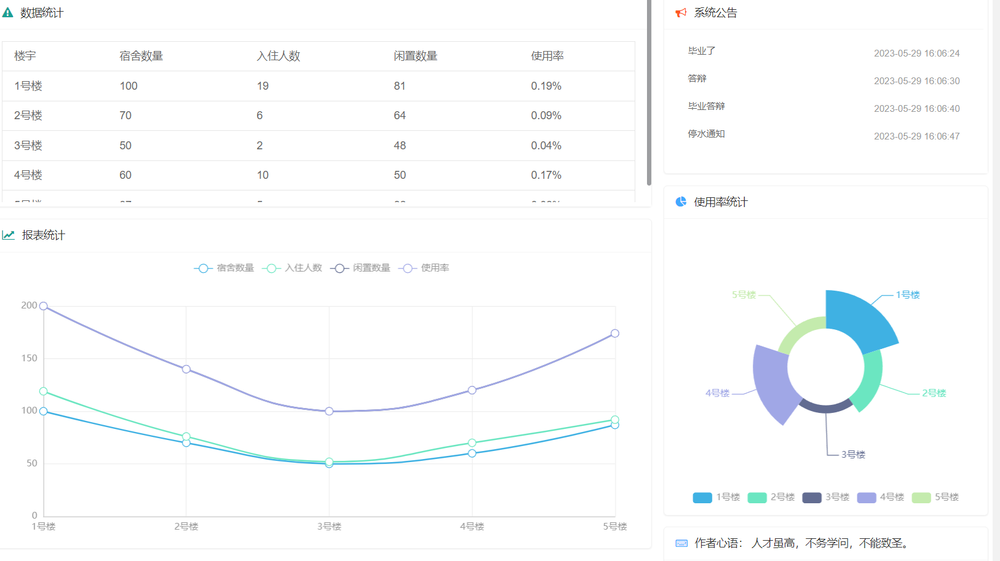 数据统计
楼宇 宿舍数量 入住人数 闲置数量 使用率
1号楼 100 19 81 0.19%
2号楼 70 6 64 0.09%
3号楼 50 2 48 0.04%
4号楼 60 10 50 0.17%
报表统计
宿舍数量 入住人数 闲置数量 使用率
200
150
100
50
0
1号楼 2号楼 3号楼 4号楼 5号楼
系统公告
毕业了 2023-05-29 16:06:24
答辩 2023-05-29 16:06:30
毕业答辩 2023-05-29 16:06:40
停水通知 2023-05-29 16:06:47
使用率统计
5号楼 1号楼
4号楼 2号楼
3号楼
1号楼 2号楼 3号楼 4号楼 5号楼
作者心语： 人才虽高，不务学问，不能致圣。